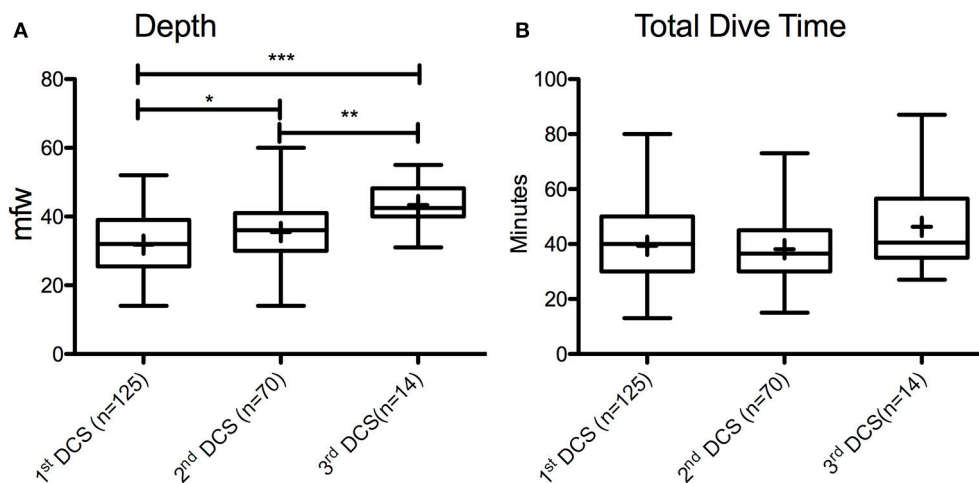 A Depth
***
80
*
**
60
mfw
40
20
0
1st DCS (n=125)
2nd DCS (n=70)
3rd DCS(n=14)
B Total Dive Time
100
80
Minutes
60
40
20
0
1st DCS (n=125)
2nd DCS (n=70)
3rd DCS(n=14)